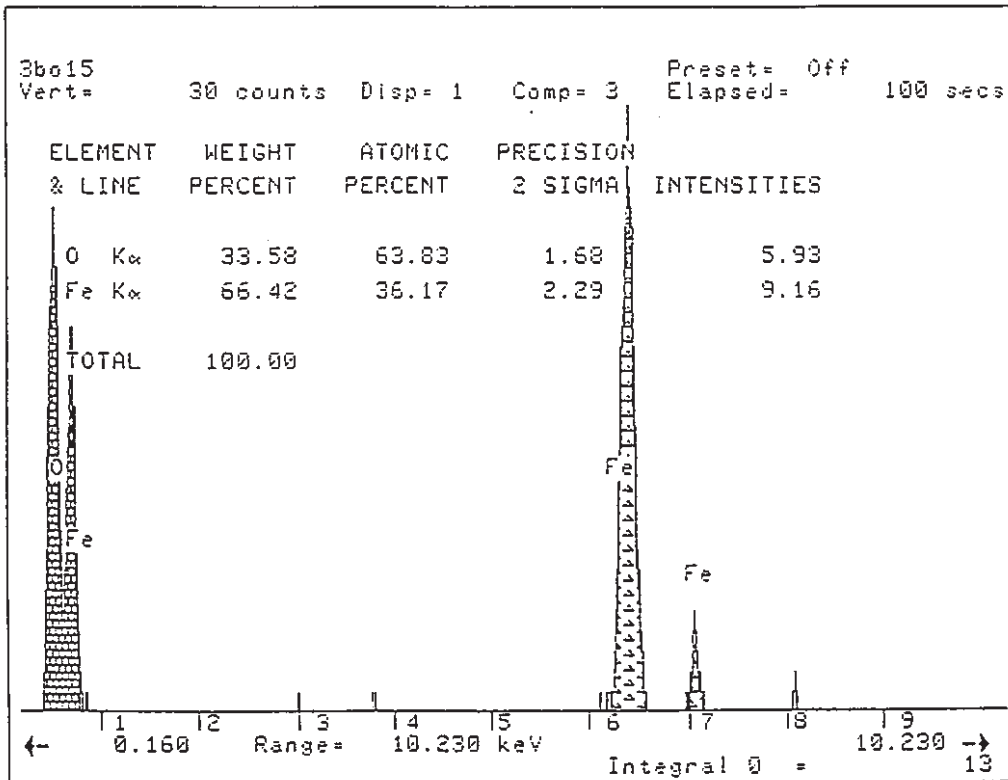 3bo15 Preset= Off
Vert= 30 counts Disp= 1 Comp= 3 Elapsed= 100 secs
ELEMENT WEIGHT ATOMIC PRECISION
& LINE PERCENT PERCENT 2 SIGMA INTENSITIES
O Kα 33.58 63.83 1.68 5.93
Fe Kα 66.42 36.17 2.29 9.16
TOTAL 100.00
O Fe
Fe
Fe
1 2 3 4 5 6 7 8 9
← 0.160 Range= 10.230 keV 10.230 →
Integral 0 = 13